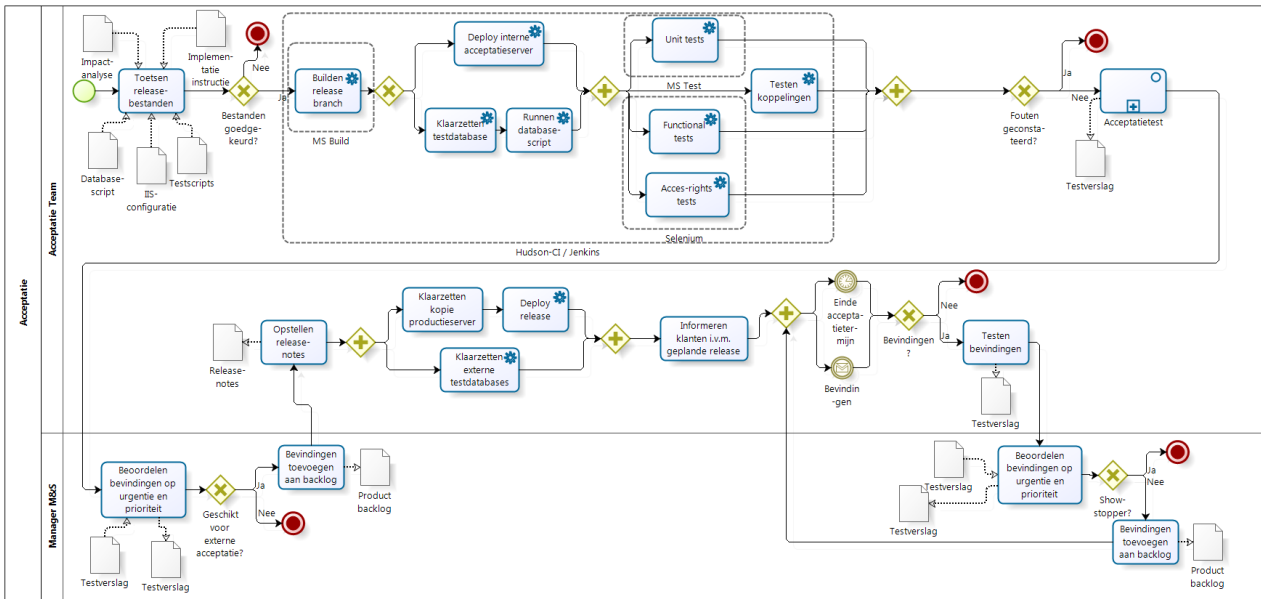 Acceptatie
Acceptatie Team
Impact-
analyse
Implemen-
tatie
instructie
Toetsen
release-
bestanden
Database-
script
IIS-
configuratie
Testscripts
Nee
Ja
Bestanden
goedge-
keurd?
Builden
release
branch
MS Build
Deploy interne
acceptatieserver
Klaarzetten
testdatabase
Runnen
database-
script
Unit tests
MS Test
Testen
koppelingen
Functional
tests
Acces-rights
tests
Selenium
Hudson-CI / Jenkins
Fouten
geconsta-
teerd?
Ja
Nee
Testverslag
Acceptatietest
Opstellen
release-
notes
Release-
notes
Klaarzetten
kopie
productieserver
Deploy
release
Klaarzetten
externe
testdatabases
Informeren
klanten i.v.m.
geplande release
Einde
accep-
tatieter-
mijn
Bevindin-
gen
Bevindingen
?
Nee
Ja
Testen
bevindingen
Testverslag
Manager M&S
Beoordelen
bevindingen op
urgentie en
prioriteit
Testverslag
Testverslag
Geschikt
voor
externe
acceptatie?
Ja
Nee
Bevindingen
toevoegen
aan backlog
Product
backlog
Testverslag
Testverslag
Beoordelen
bevindingen op
urgentie en
prioriteit
Show-
stopper?
Ja
Nee
Bevindingen
toevoegen
aan backlog
Product
backlog